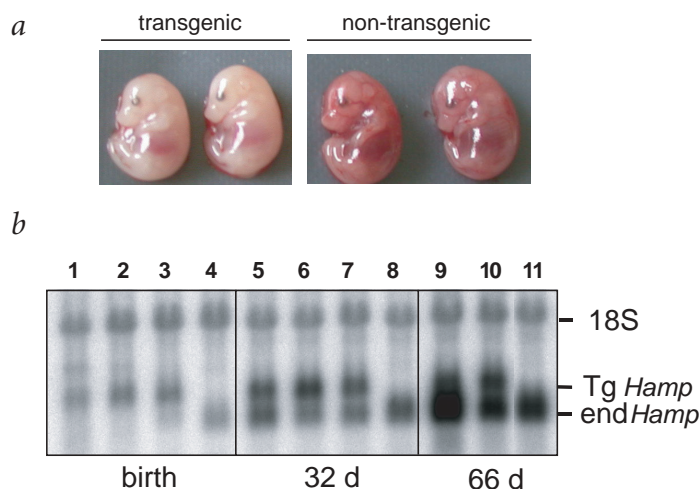 a
transgenic non-transgenic
b
1 2 3 4 5 6 7 8 9 10 11
18S
Tg Hamp
end Hamp
birth 32 d 66 d